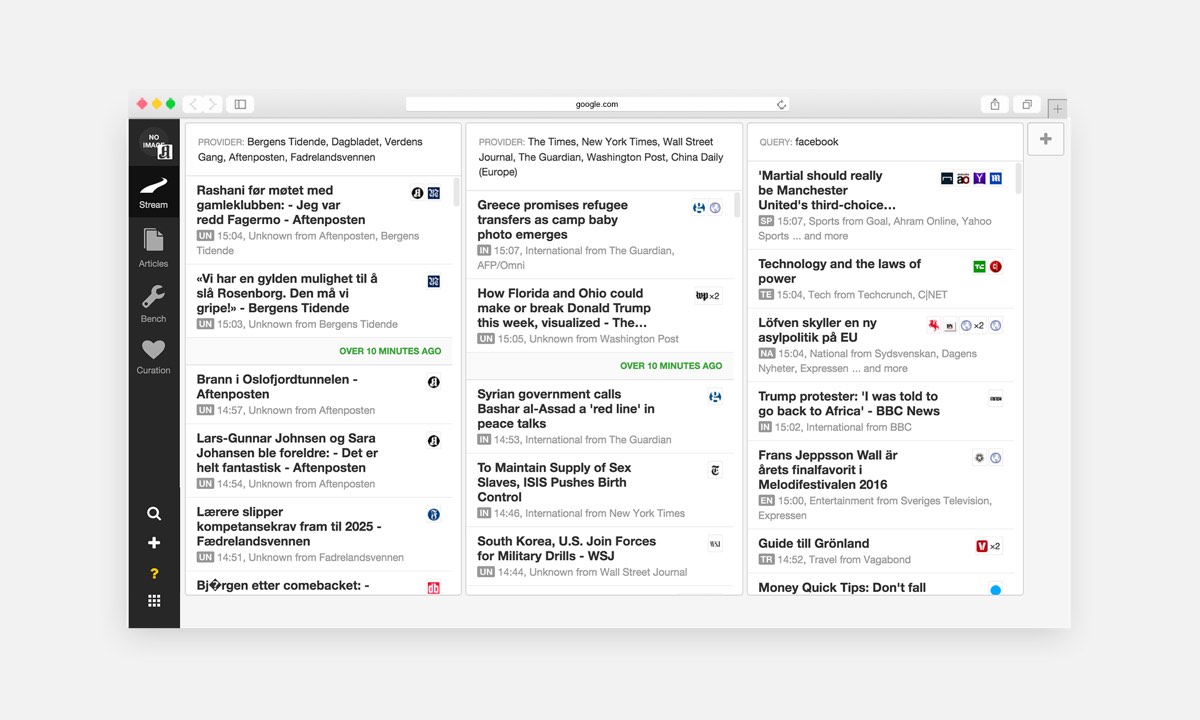 google.com
NO
IMAGE
Stream
Articles
Bench
Curation
?
PROVIDER: Bergens Tidende, Dagbladet, Verdens
Gang, Aftenposten, Fadrelandsvennen
Rashani før møtet med
gamleklubben: - Jeg var
redd Fagermo - Aftenposten
UN 15:04, Unknown from Aftenposten, Bergens
Tidende
«Vi har en gylden mulighet til å
slå Rosenborg. Den må vi
gripe!» - Bergens Tidende
UN 15:03, Unknown from Bergens Tidende
OVER 10 MINUTES AGO
Brann i Oslofjordtunnelen -
Aftenposten
UN 14:57, Unknown from Aftenposten
Lars-Gunnar Johnsen og Sara
Johansen ble foreldre: - Det er
helt fantastisk - Aftenposten
UN 14:54, Unknown from Aftenposten
Lærere slipper
kompetansekrav fram til 2025 -
Fædrelandsvennen
UN 14:51, Unknown from Fadrelandsvennen
Bj�rgen etter comebacket: -
db
PROVIDER: The Times, New York Times, Wall Street
Journal, The Guardian, Washington Post, China Daily
(Europe)
Greece promises refugee
transfers as camp baby
photo emerges
IN 15:07, International from The Guardian,
AFP/Omni
How Florida and Ohio could
make or break Donald Trump
this week, visualized - The...
wp ×2
UN 15:05, Unknown from Washington Post
OVER 10 MINUTES AGO
Syrian government calls
Bashar al-Assad a 'red line' in
peace talks
IN 14:53, International from The Guardian
To Maintain Supply of Sex
Slaves, ISIS Pushes Birth
Control
IN 14:46, International from New York Times
South Korea, U.S. Join Forces
for Military Drills - WSJ
WSJ
UN 14:44, Unknown from Wall Street Journal
QUERY: facebook
'Martial should really
be Manchester
United's third-choice...
ao
SP 15:07, Sports from Goal, Ahram Online, Yahoo
Sports ... and more
Technology and the laws of
power
TC
TE 15:04, Tech from Techcrunch, C|NET
Löfven skyller en ny
asylpolitik på EU
×2
NA 15:04, National from Sydsvenskan, Dagens
Nyheter, Expressen ... and more
Trump protester: 'I was told to
go back to Africa' - BBC News
BBC
IN 15:02, International from BBC
Frans Jeppsson Wall är
årets finalfavorit i
Melodifestivalen 2016
EN 15:00, Entertainment from Sveriges Television,
Expressen
Guide till Grönland
V ×2
TR 14:52, Travel from Vagabond
Money Quick Tips: Don't fall